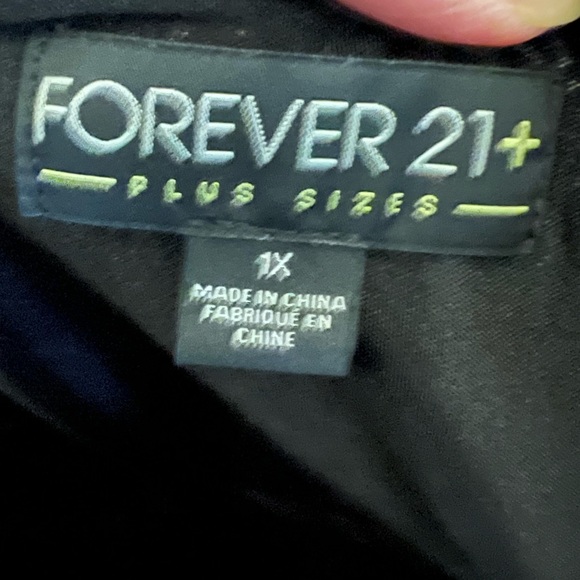 FOREVER 21+
PLUS SIZES
1X
MADE IN CHINA
FABRIQUÉ EN
CHINE